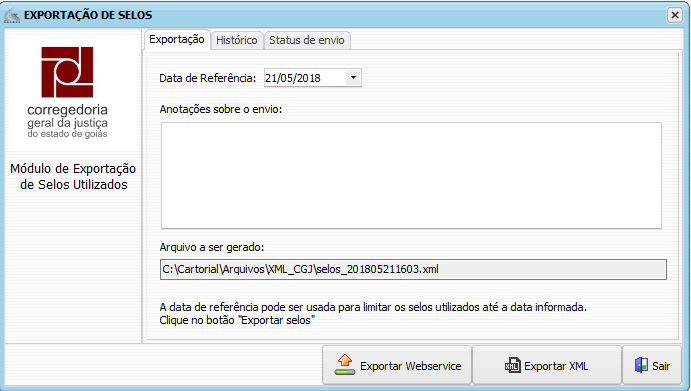 EXPORTAÇÃO DE SELOS
corregedoria
geral da justiça
do estado de goiás
Módulo de Exportação
de Selos Utilizados
Exportação
Histórico
Status de envio
Data de Referência: 21/05/2018
Anotações sobre o envio:
Arquivo a ser gerado:
C:\Cartorial\Arquivos\XML_CGJ\selos_201805211603.xml
A data de referência pode ser usada para limitar os selos utilizados até a data informada.
Clique no botão "Exportar selos"
Exportar Webservice
XML Exportar XML
Sair